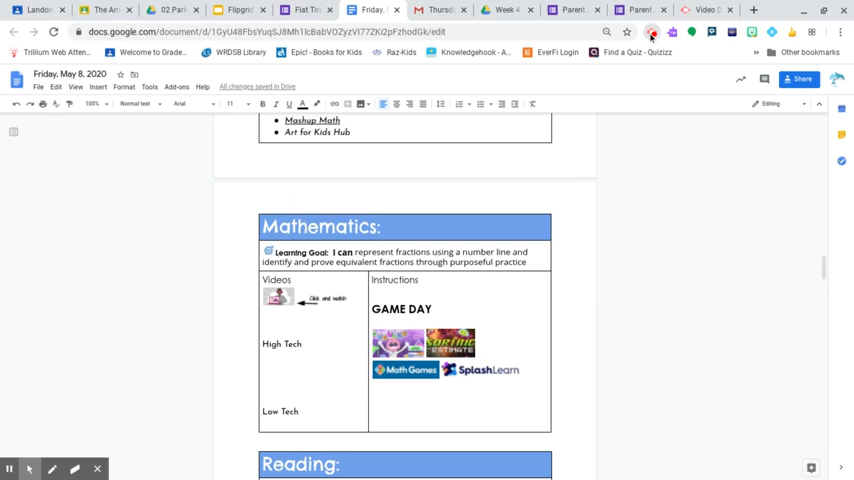 Landon
The Am
02 Park
Flipgrid
Flat Tire
Friday,
Thursda
Week 4
Parent
Parent
Video D
docs.google.com/document/d/1GyU48FbsYuqSJ8Mh1lcBabVOZyzVI77ZKi2pFzhodGk/edit
Trillium Web Atten...
Welcome to Grade...
WRDSB Library
Epic! - Books for Kids
Raz-Kids
Knowledgehook - A...
EverFi Login
Find a Quiz - Quizizz
»
Other bookmarks
Friday, May 8, 2020
File Edit View Insert Format Tools Add-ons Help All changes saved in Drive
Share
100% Normal text Arial 11 B I U A Editing
Mashup Math
Art for Kids Hub
Mathematics:
Learning Goal: I can represent fractions using a number line and
identify and prove equivalent fractions through purposeful practice
Videos
Click and watch
High Tech
Low Tech
Instructions
GAME DAY
SORTING
ESTIMATE
Math Games
SplashLearn
Reading: